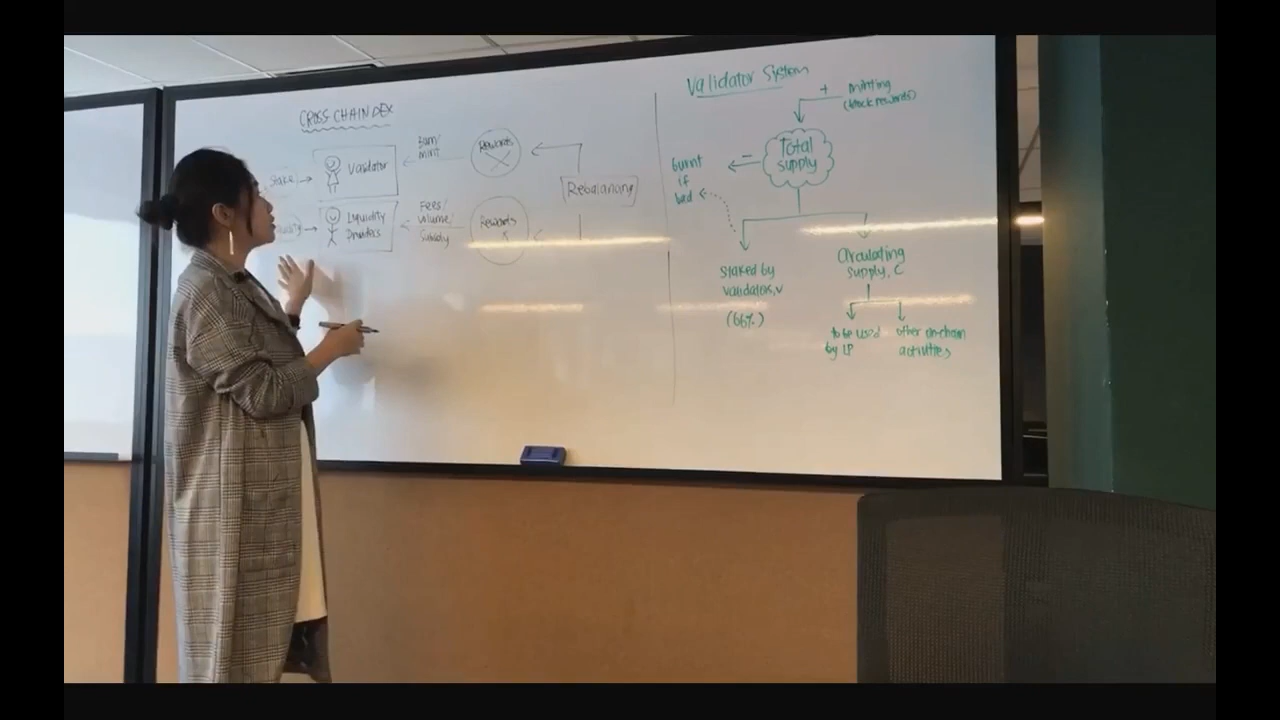 CROSS CHAIN DEX
Stake
Validator
Liquidity
Providers
mint
Fees/
Volume/
Supply
Rewards
Rewards
Rebalancing
Validator System
+ minting
(block rewards)
Total
supply
-
burnt
if
bad
Staked by
validators, v
(66%)
Circulating
supply, C
to be used
by LP
other on-chain
activities